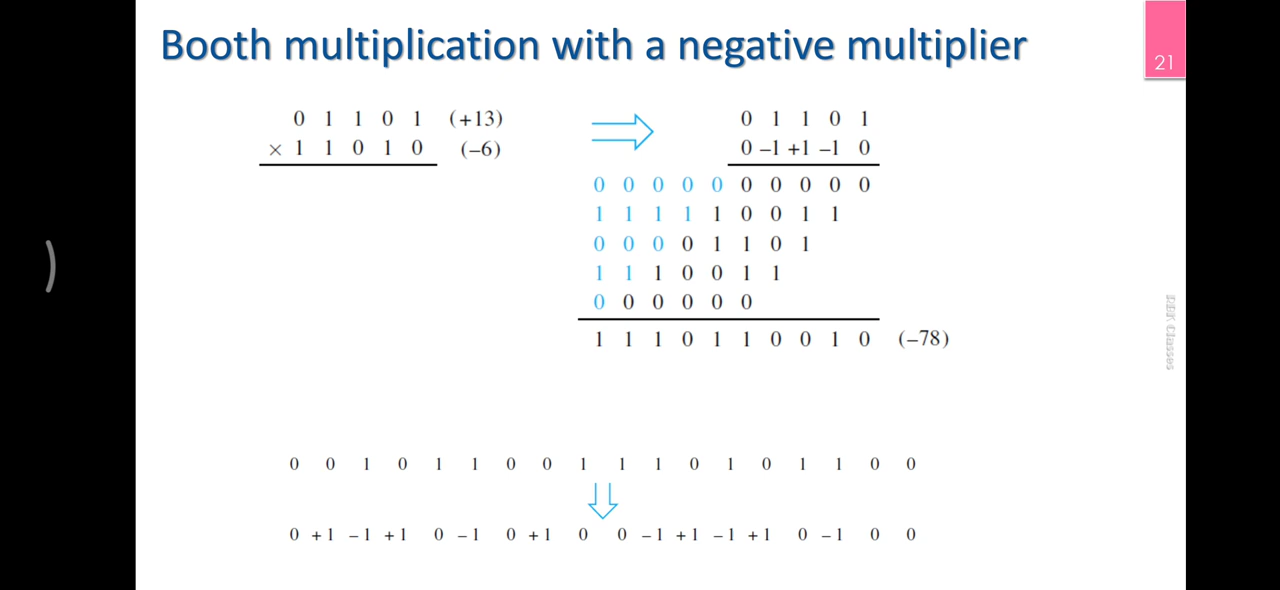 Booth multiplication with a negative multiplier
21
0 1 1 0 1 (+13)
× 1 1 0 1 0 (–6)
0 1 1 0 1
0 –1 +1 –1 0
0 0 0 0 0 0 0 0 0 0
1 1 1 1 1 0 0 1 1
0 0 0 0 1 1 0 1
1 1 1 0 0 1 1
0 0 0 0 0 0
1 1 1 0 1 1 0 0 1 0 (–78)
RBK Classes
0 0 1 0 1 1 0 0 1 1 1 0 1 0 1 1 0 0
0 +1 –1 +1 0 –1 0 +1 0 0 –1 +1 –1 +1 0 –1 0 0